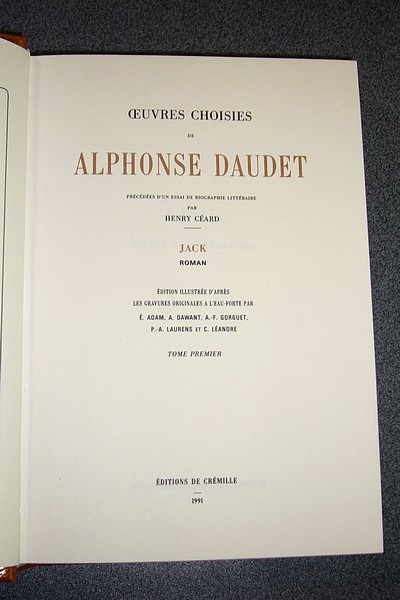 ŒUVRES CHOISIES
DE
ALPHONSE DAUDET
PRÉCÉDÉES D'UN ESSAI DE BIOGRAPHIE LITTÉRAIRE
PAR
HENRY CÉARD
JACK
ROMAN
ÉDITION ILLUSTRÉE D'APRÈS
LES GRAVURES ORIGINALES A L'EAU-FORTE PAR
É. ADAM, A. DAWANT, A.-F. GORGUET,
P.-A. LAURENS ET C. LÉANDRE
TOME PREMIER
ÉDITIONS DE CRÉMILLE
1991